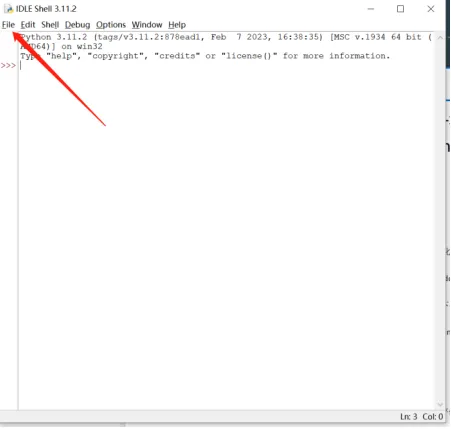 IDLE Shell 3.11.2
File Edit Shell Debug Options Window Help
Python 3.11.2 (tags/v3.11.2:878ead1, Feb 7 2023, 16:38:35) [MSC v.1934 64 bit (
AMD64)] on win32
Type "help", "copyright", "credits" or "license()" for more information.
>>>
Ln: 3 Col: 0